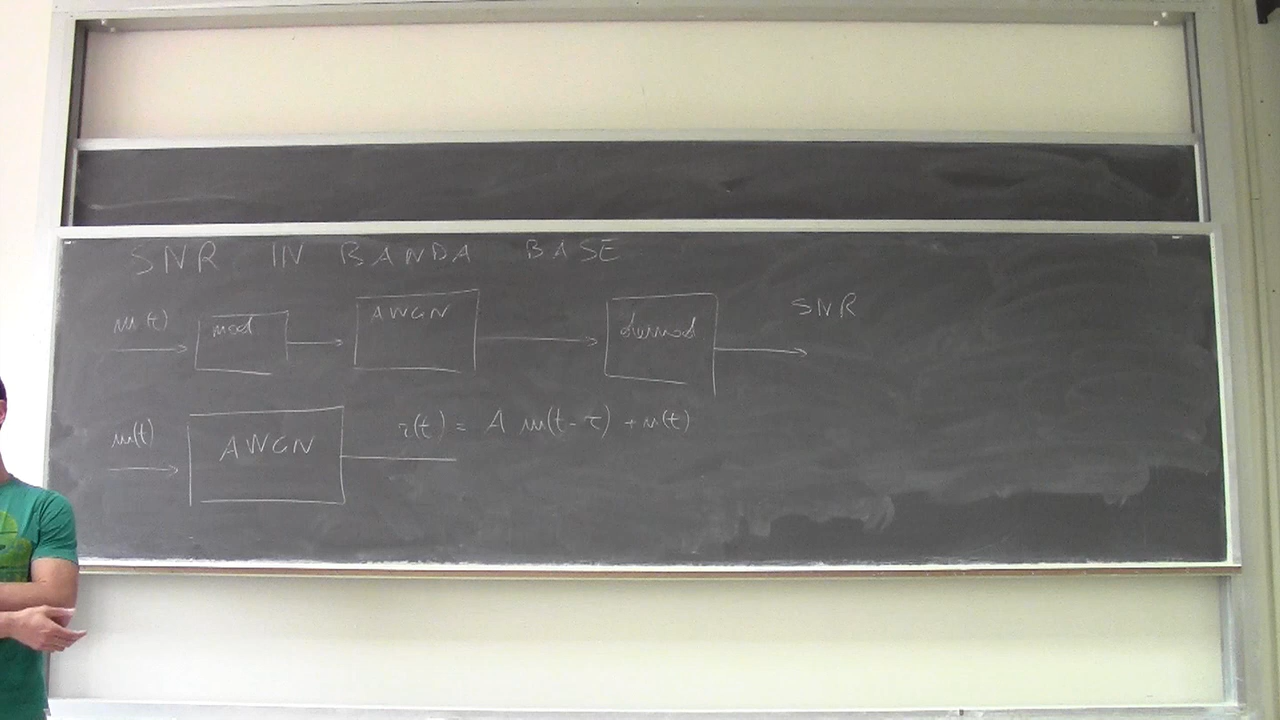 SNR IN BANDA BASE
m(t) mod AWGN demod SNR
m(t) AWGN r(t) = A m(t-τ) + n(t)